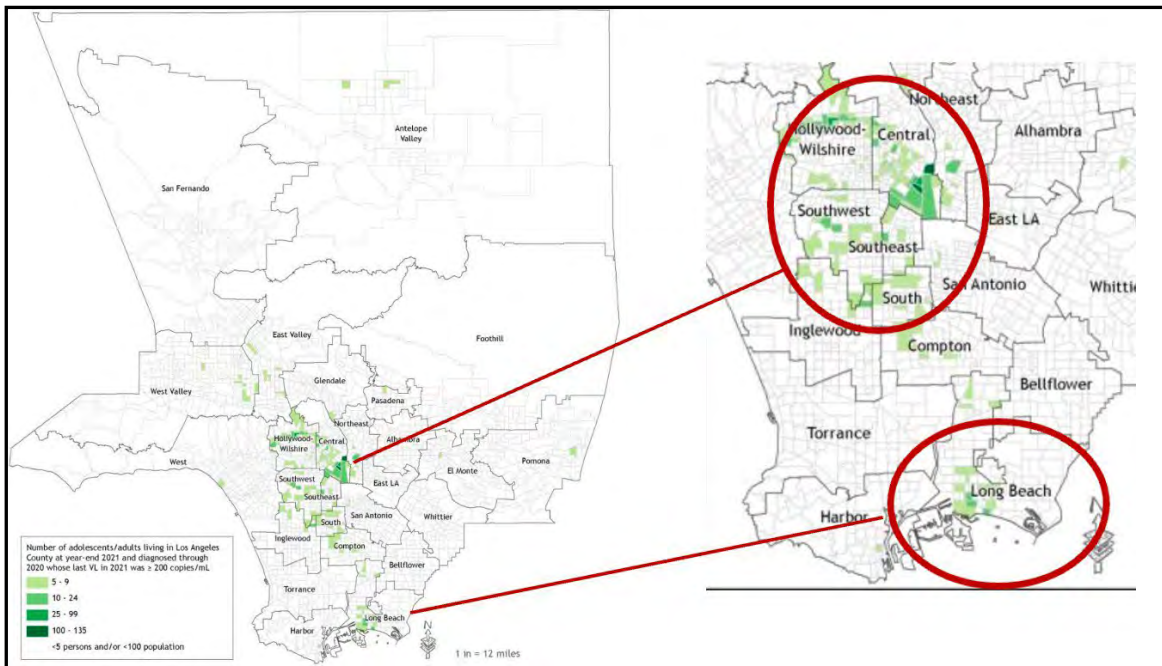 Antelope
Valley
San Fernando
East Valley
Foothill
Glendale
West Valley
Pasadena
Northeast
Hollywood-
Wilshire
Central
Alhambra
West
El Monte
Pomona
Southwest
East LA
Southeast
San Antonio
Whittier
South
Inglewood
Compton
Bellflower
Torrance
Long Beach
Harbor
N
1 in = 12 miles
Number of adolescents/adults living in Los Angeles
County at year-end 2021 and diagnosed through
2020 whose last VL in 2021 was ≥ 200 copies/mL
5 - 9
10 - 24
25 - 99
100 - 135
<5 persons and/or <100 population
Northeast
Hollywood-
Wilshire
Central
Alhambra
Southwest
East LA
Southeast
San Antonio
Whittie
South
Inglewood
Compton
Bellflower
Torrance
Long Beach
Harbor